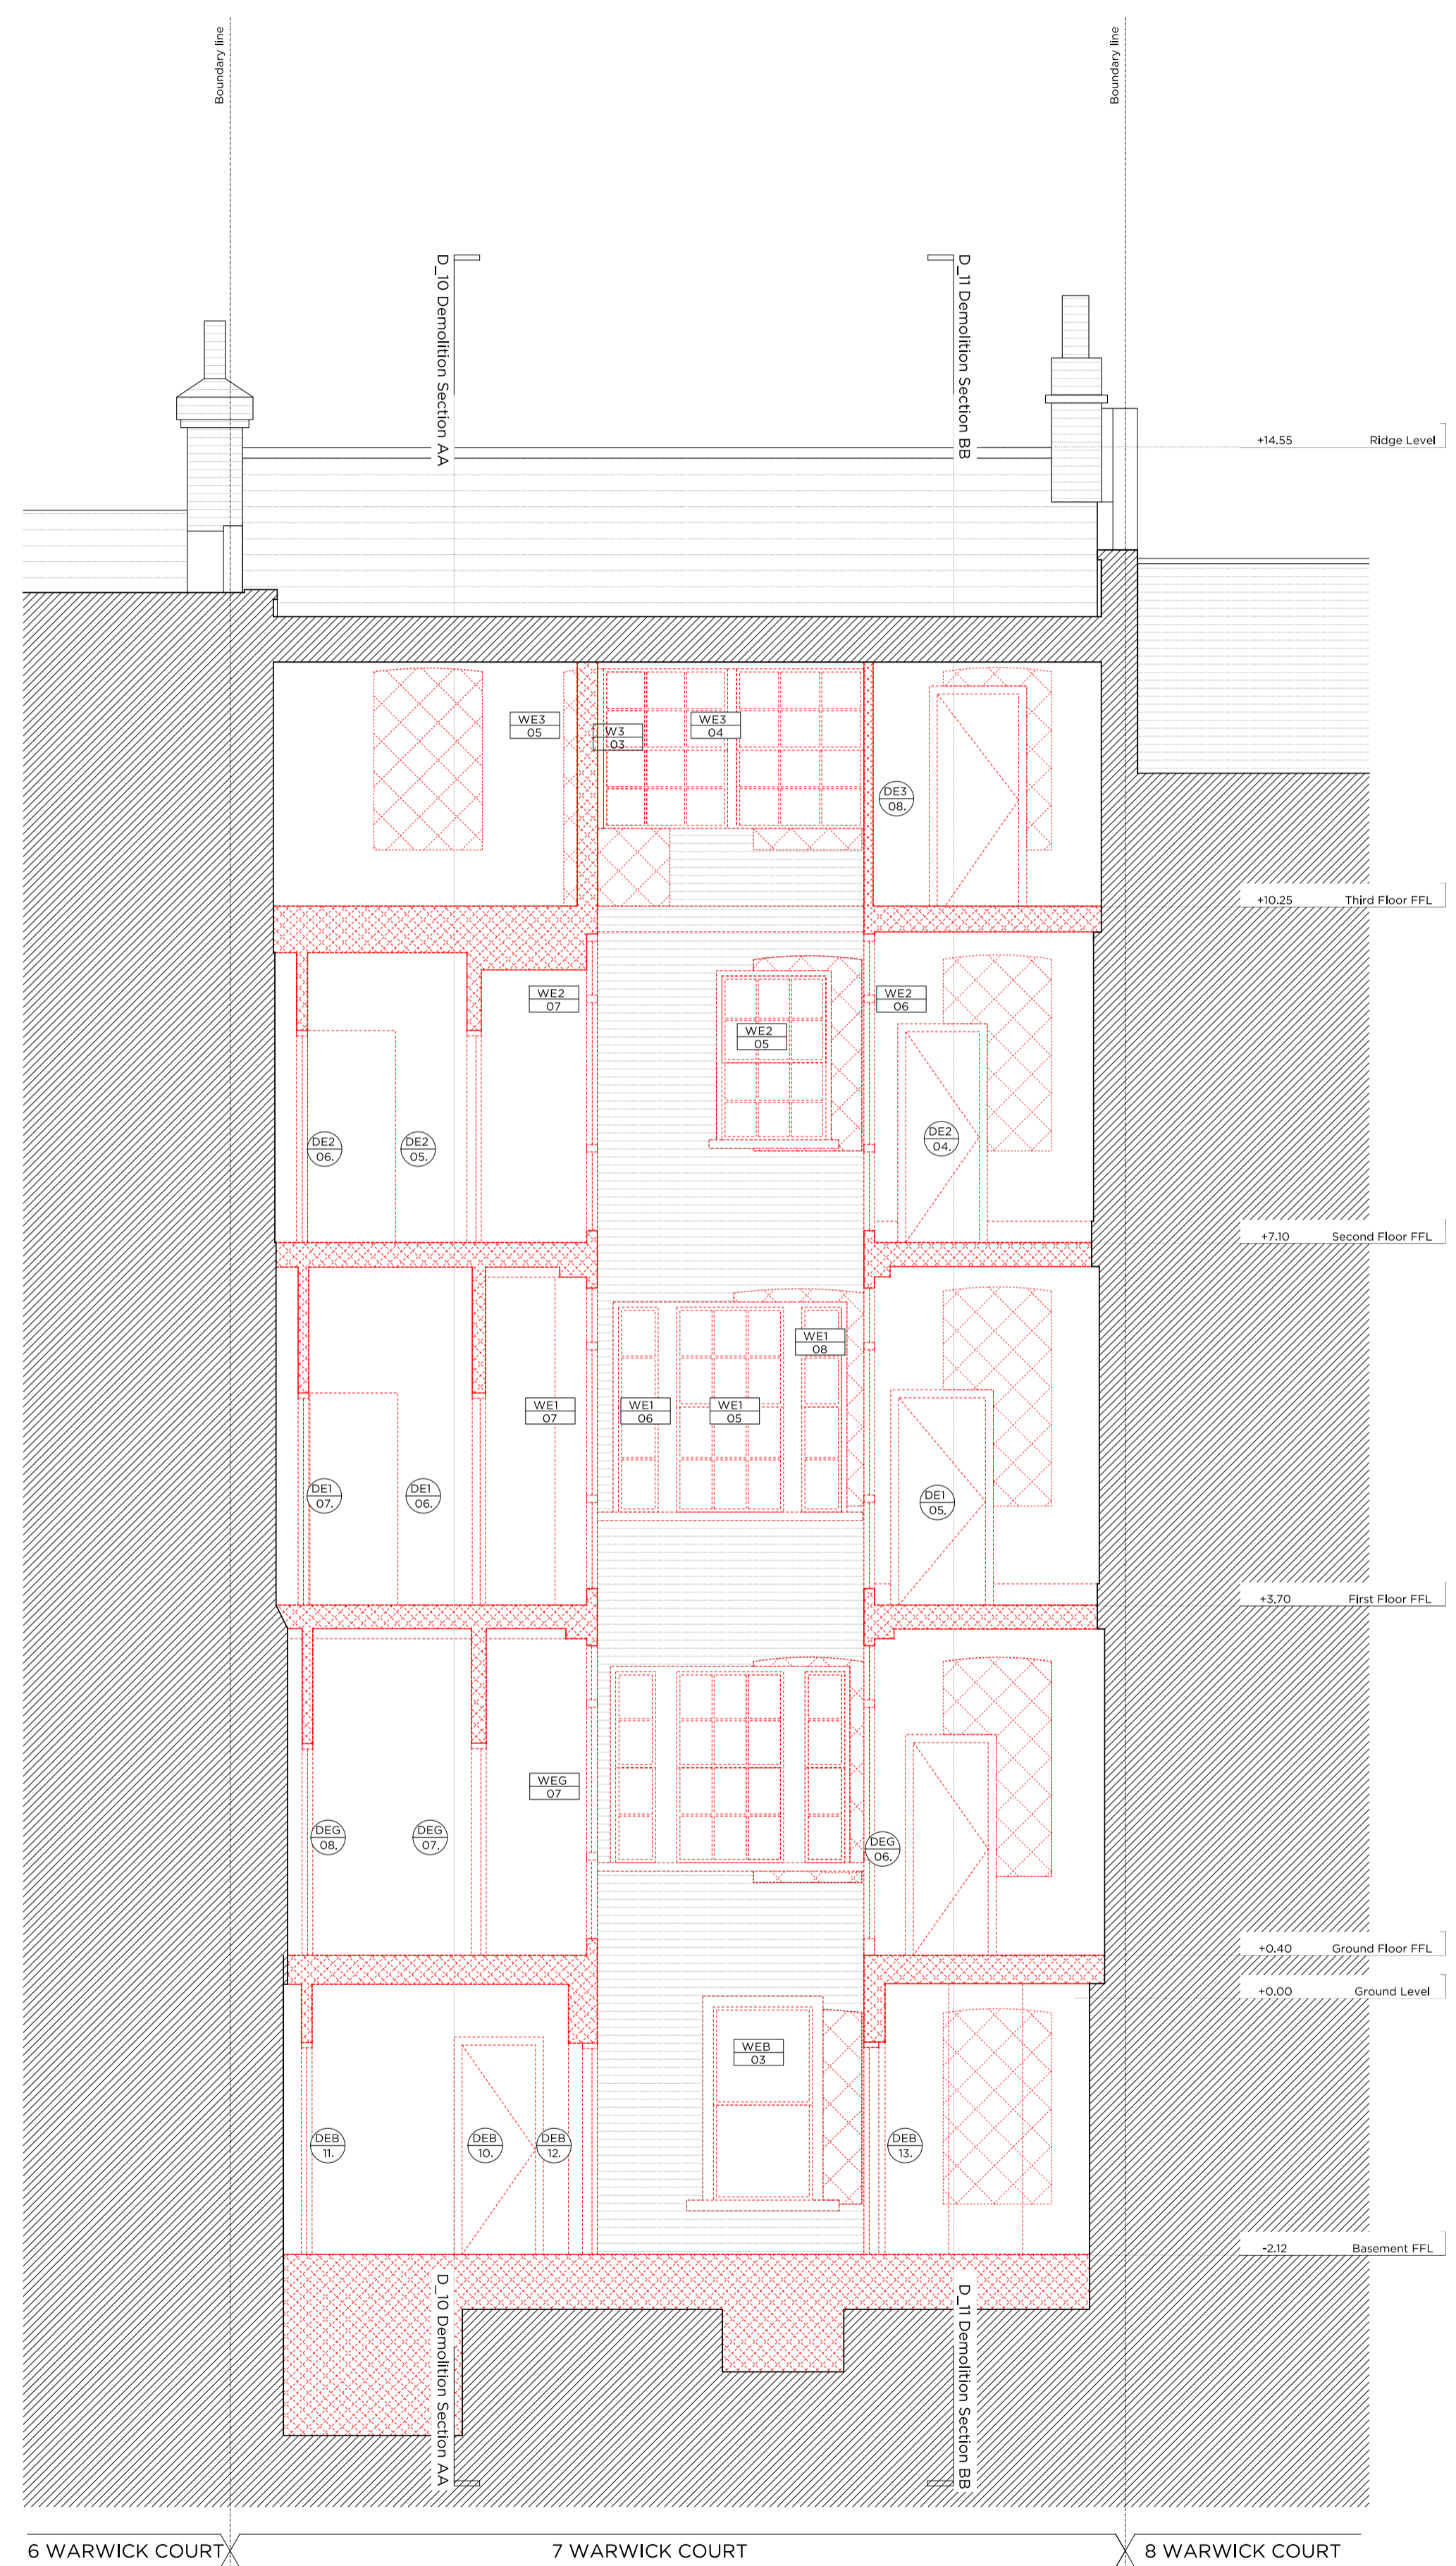 Boundary line
Boundary line
D_10 Demolition Section AA
D_11 Demolition Section BB
+14.55 Ridge Level
WE3
05
W3
03
WE3
04
DE3
08.
+10.25 Third Floor FFL
WE2
07
WE2
05
WE2
06
DE2
06.
DE2
05.
DE2
04.
+7.10 Second Floor FFL
WE1
08
WE1
07
WE1
06
WE1
05
DE1
07.
DE1
06.
DE1
05.
+3.70 First Floor FFL
WEG
07
DEG
08.
DEG
07.
DEG
06.
+0.40 Ground Floor FFL
+0.00 Ground Level
WEB
03
DEB
11.
DEB
10.
DEB
12.
DEB
13.
-2.12 Basement FFL
D_10 Demolition Section AA
D_11 Demolition Section BB
6 WARWICK COURT
7 WARWICK COURT
8 WARWICK COURT